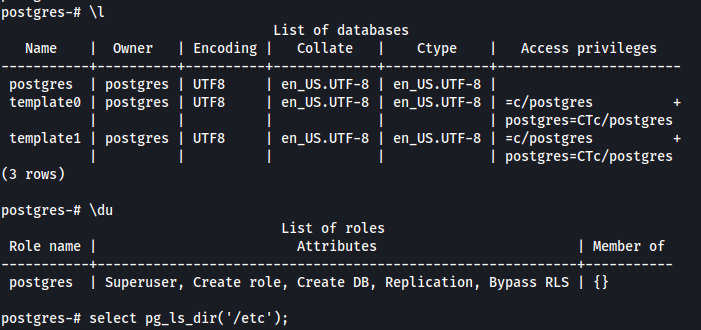 postgres-# \l
                                  List of databases
   Name    |  Owner   | Encoding |   Collate   |    Ctype    |   Access privileges
-----------+----------+----------+-------------+-------------+-----------------------
 postgres  | postgres | UTF8     | en_US.UTF-8 | en_US.UTF-8 |
 template0 | postgres | UTF8     | en_US.UTF-8 | en_US.UTF-8 | =c/postgres          +
           |          |          |             |             | postgres=CTc/postgres
 template1 | postgres | UTF8     | en_US.UTF-8 | en_US.UTF-8 | =c/postgres          +
           |          |          |             |             | postgres=CTc/postgres
(3 rows)

postgres-# \du
                                   List of roles
 Role name |                         Attributes                         | Member of
-----------+------------------------------------------------------------+-----------
 postgres  | Superuser, Create role, Create DB, Replication, Bypass RLS | {}

postgres-# select pg_ls_dir('/etc');